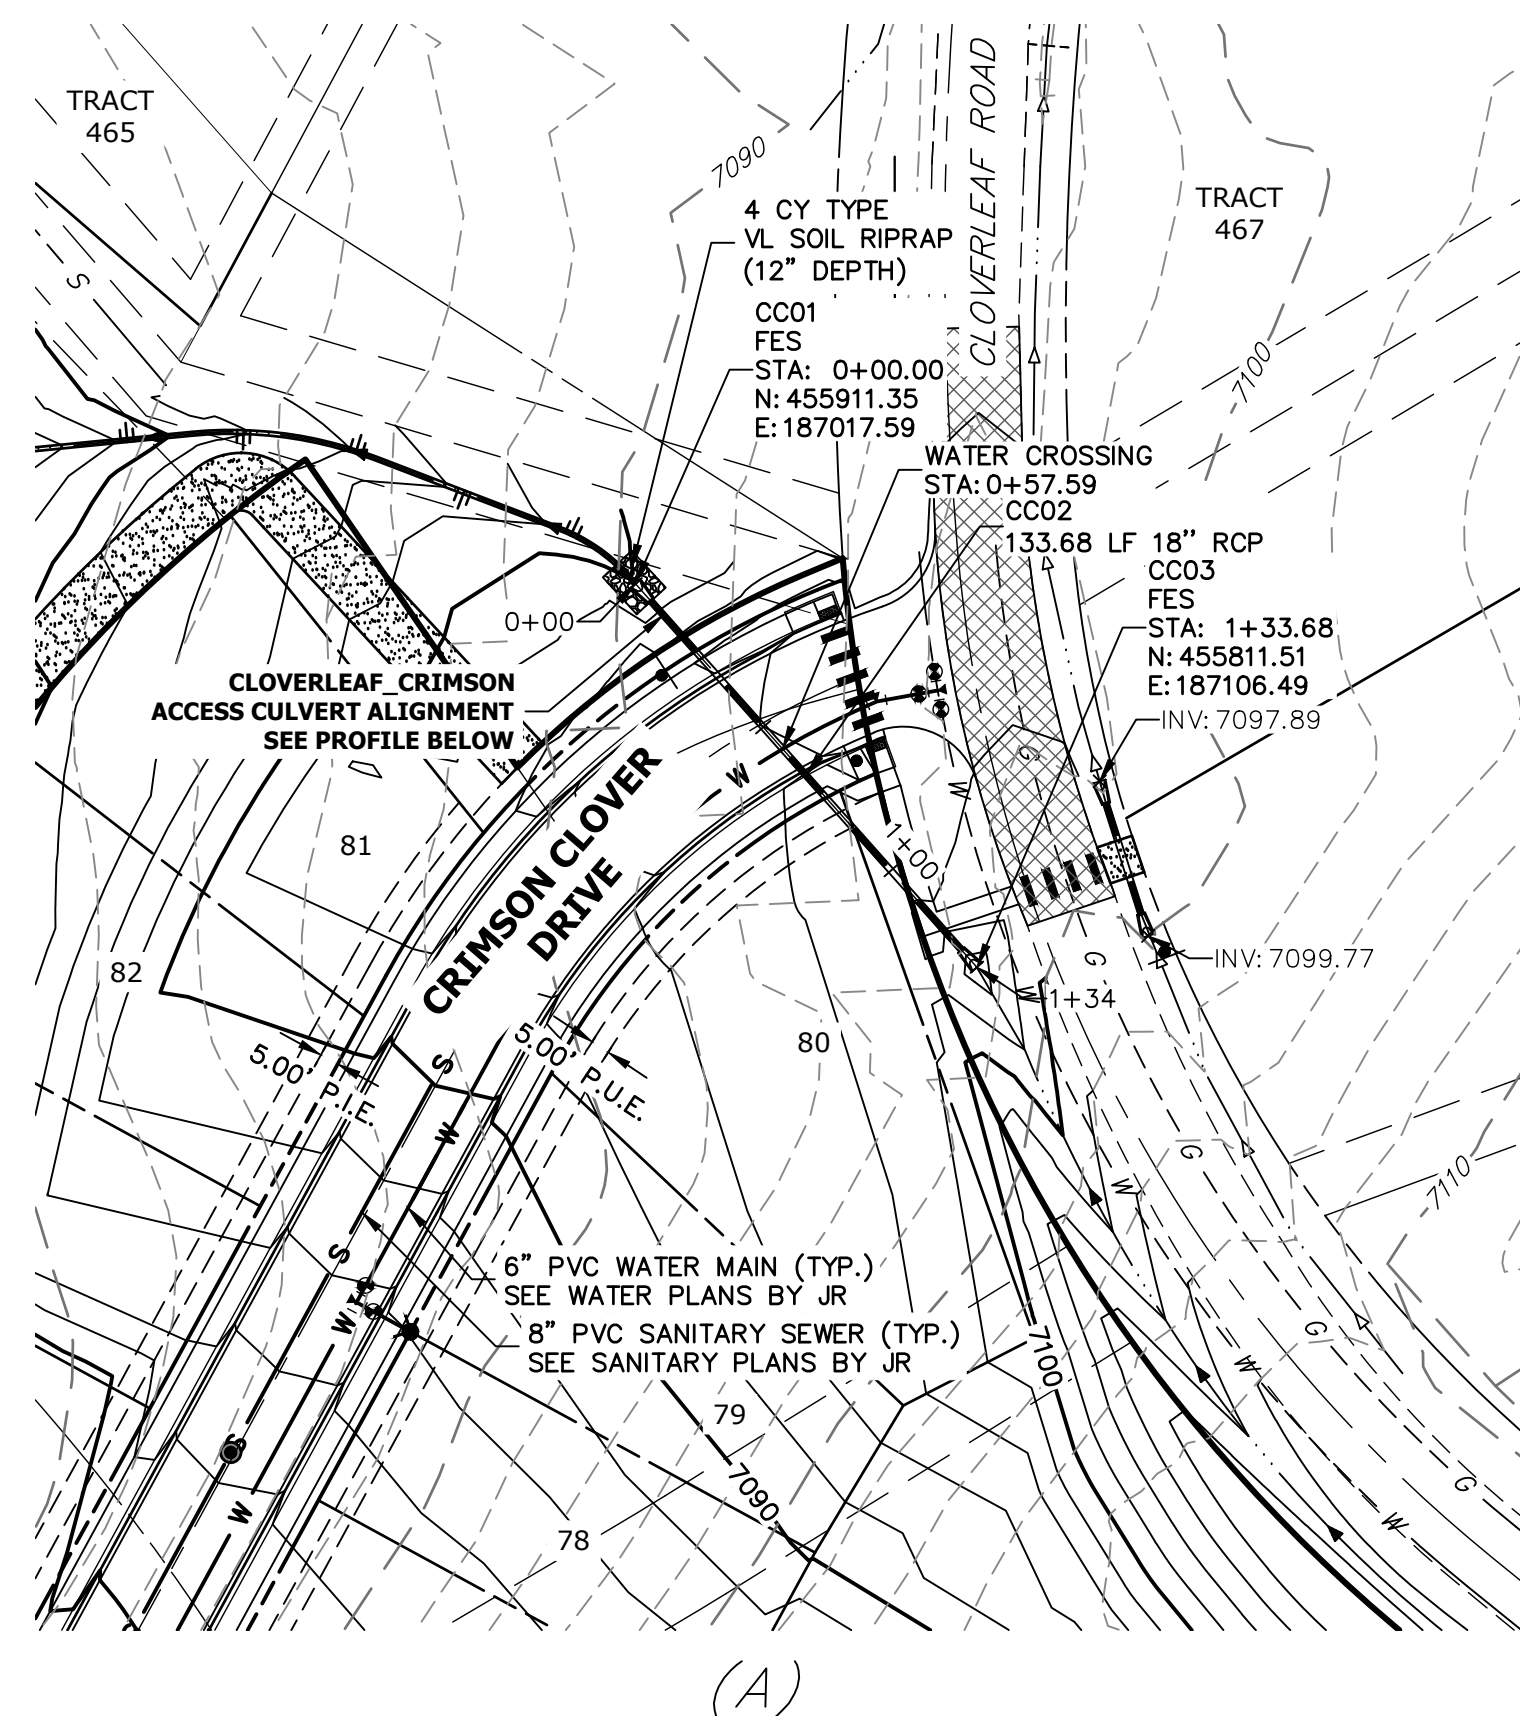 TRACT
465
CLOVERLEAF ROAD
7090
TRACT
467
4 CY TYPE
VL SOIL RIPRAP
(12” DEPTH)
S
CC01
FES
STA: 0+00.00
N: 455911.35
E: 187017.59
7100
WATER CROSSING
STA: 0+57.59
CC02
133.68 LF 18” RCP
CC03
FES
STA: 1+33.68
N: 455811.51
E: 187106.49
INV: 7097.89
0+00
CLOVERLEAF_CRIMSON
ACCESS CULVERT ALIGNMENT
SEE PROFILE BELOW
W
W
G
81
CRIMSON CLOVER
DRIVE
1+00
82
G
INV: 7099.77
W
1+34
80
5.00' P.I.E.
5.00' P.U.E.
S
W
G
W
7110
S
6” PVC WATER MAIN (TYP.)
SEE WATER PLANS BY JR
W
8” PVC SANITARY SEWER (TYP.)
SEE SANITARY PLANS BY JR
7100
G
W
79
S
W
7090
78
G
W
(A)